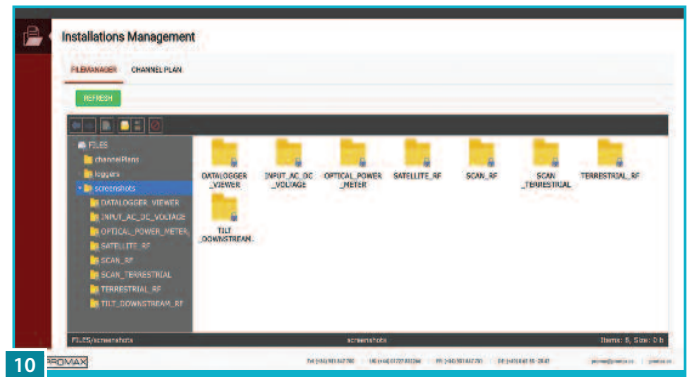 Installations Management
FILEMANAGER CHANNEL PLAN
REFRESH
FILES
channelPlans
loggers
screenshots
DATALOGGER_VIEWER
INPUT_AC_DC_VOLTAGE
OPTICAL_POWER_METER
SATELLITE_RF
SCAN_RF
SCAN_TERRESTRIAL
TERRESTRIAL_RF
TILT_DOWNSTREAM_RF
DATALOGGER
_VIEWER
INPUT_AC_DC
_VOLTAGE
OPTICAL_POWER
_METER
SATELLITE_RF
SCAN_RF
SCAN
_TERRESTRIAL
TERRESTRIAL_RF
TILT
_DOWNSTREAM.
FILES/screenshots screenshots Items: 8, Size: 0 b
10
PROMAX